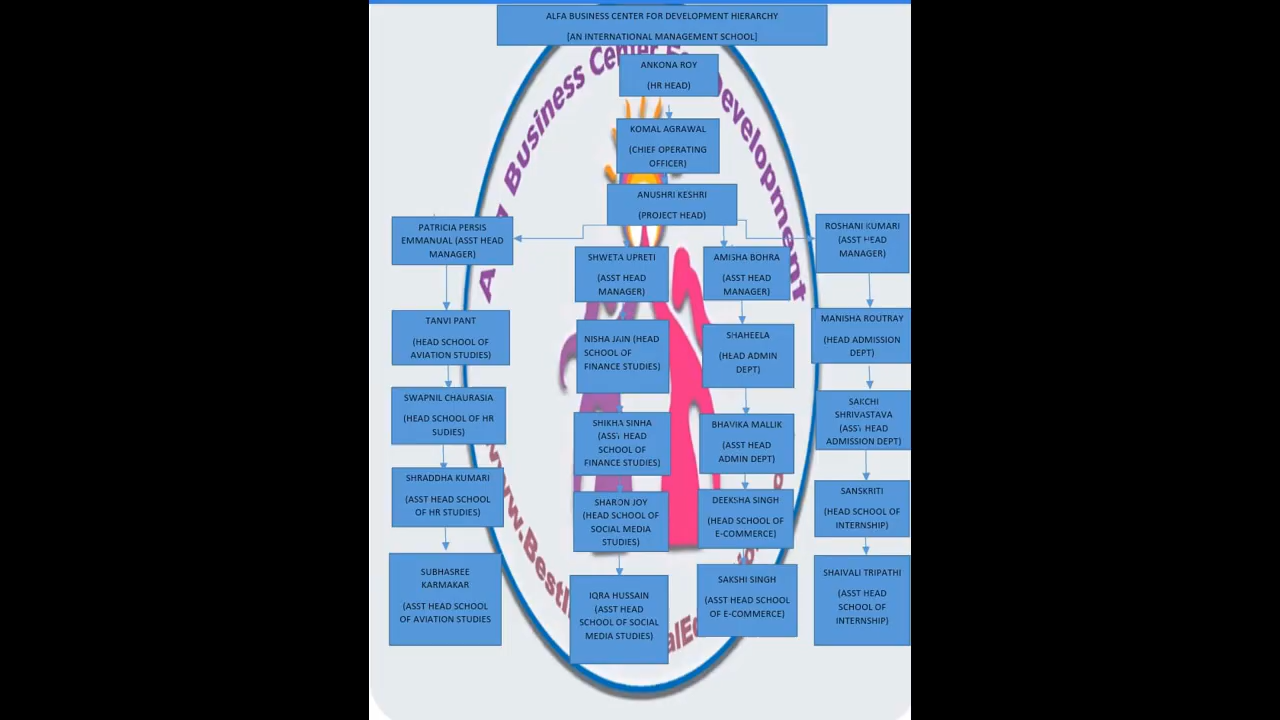 ALFA BUSINESS CENTER FOR DEVELOPMENT HIERARCHY
[AN INTERNATIONAL MANAGEMENT SCHOOL]
Business Center For Development
ANKONA ROY
(HR HEAD)
KOMAL AGRAWAL
(CHIEF OPERATING
OFFICER)
ANUSHRI KESHRI
(PROJECT HEAD)
PATRICIA PERSIS
EMMANUAL (ASST HEAD
MANAGER)
TANVI PANT
(HEAD SCHOOL OF
AVIATION STUDIES)
SWAPNIL CHAURASIA
(HEAD SCHOOL OF HR
SUDIES)
SHRADDHA KUMARI
(ASST HEAD SCHOOL
OF HR STUDIES)
SUBHASREE
KARMAKAR
(ASST HEAD SCHOOL
OF AVIATION STUDIES
SHWETA UPRETI
(ASST HEAD
MANAGER)
NISHA JAIN (HEAD
SCHOOL OF
FINANCE STUDIES)
SHIKHA SINHA
(ASST HEAD
SCHOOL OF
FINANCE STUDIES)
SHARON JOY
(HEAD SCHOOL OF
SOCIAL MEDIA
STUDIES)
IQRA HUSSAIN
(ASST HEAD
SCHOOL OF SOCIAL
MEDIA STUDIES)
AMISHA BOHRA
(ASST HEAD
MANAGER)
SHAHEELA
(HEAD ADMIN
DEPT)
BHAVIKA MALLIK
(ASST HEAD
ADMIN DEPT)
DEEKSHA SINGH
(HEAD SCHOOL OF
E-COMMERCE)
SAKSHI SINGH
(ASST HEAD SCHOOL
OF E-COMMERCE)
ROSHANI KUMARI
(ASST HEAD
MANAGER)
MANISHA ROUTRAY
(HEAD ADMISSION
DEPT)
SAKCHI
SHRIVASTAVA
(ASST HEAD
ADMISSION DEPT)
SANSKRITI
(HEAD SCHOOL OF
INTERNSHIP)
SHAIVALI TRIPATHI
(ASST HEAD
SCHOOL OF
INTERNSHIP)